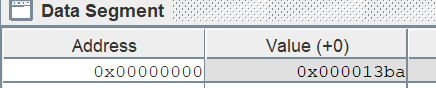 Data Segment
Address Value (+0)
0x00000000 0x000013ba